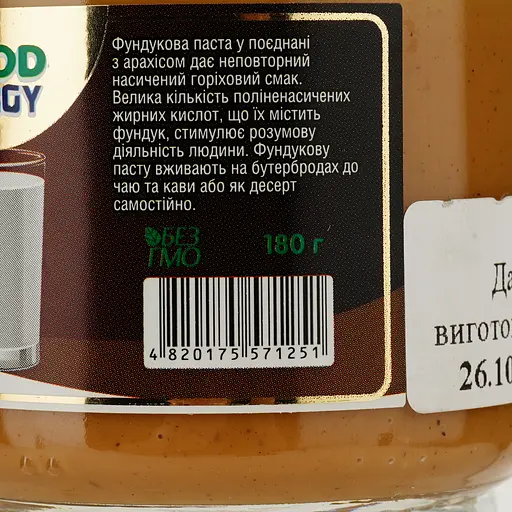 OD
GY
Фундукова паста у поєднані
з арахісом дає неповторний
насичений горіховий смак.
Велика кількість поліненасичених
жирних кислот, що їх містить
фундук, стимулює розумову
діяльність людини. Фундукову
пасту вживають на бутербродах до
чаю та кави або як десерт
самостійно.
БЕЗ
ГМО
180 г
4 820175 571251
Да
вигото
26.10